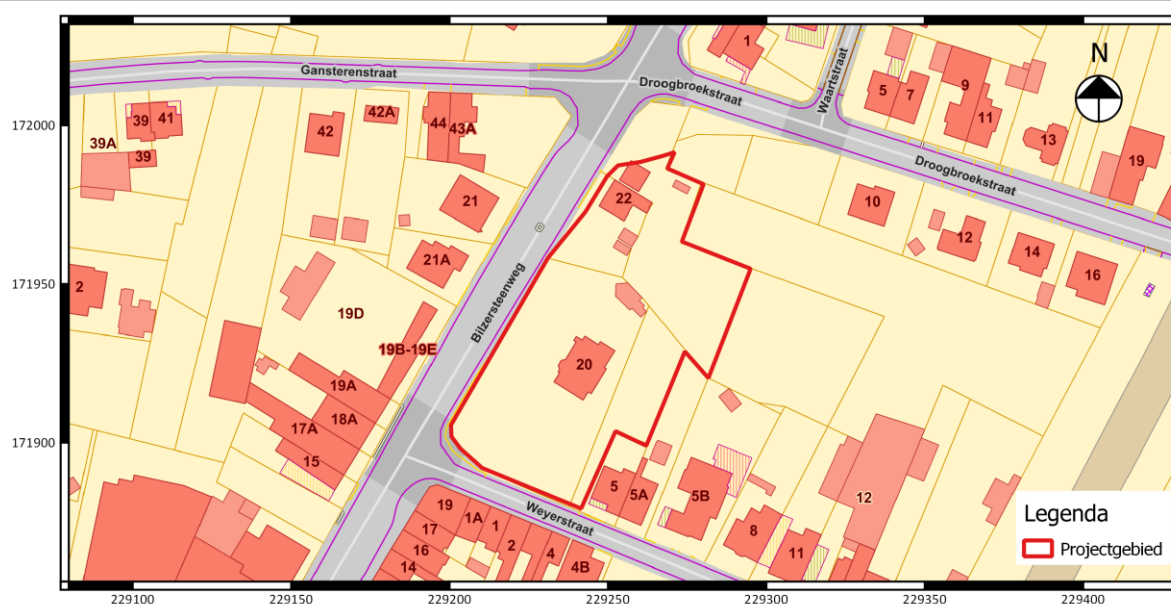 Gansterenstraat
Droogbroekstraat
Waartstraat
1
N
5
7
9
11
13
19
39
41
39A
39
42
42A
44
43A
172000
Droogbroekstraat
21
22
10
12
14
16
21A
2
171950
19D
Bilzersteenweg
19B-19E
20
19A
18A
17A
15
171900
5
5A
5B
12
8
11
Weyerstraat
19
1A
1
17
16
14
2
4
4B
Legenda
Projectgebied
229100
229150
229200
229250
229300
229350
229400